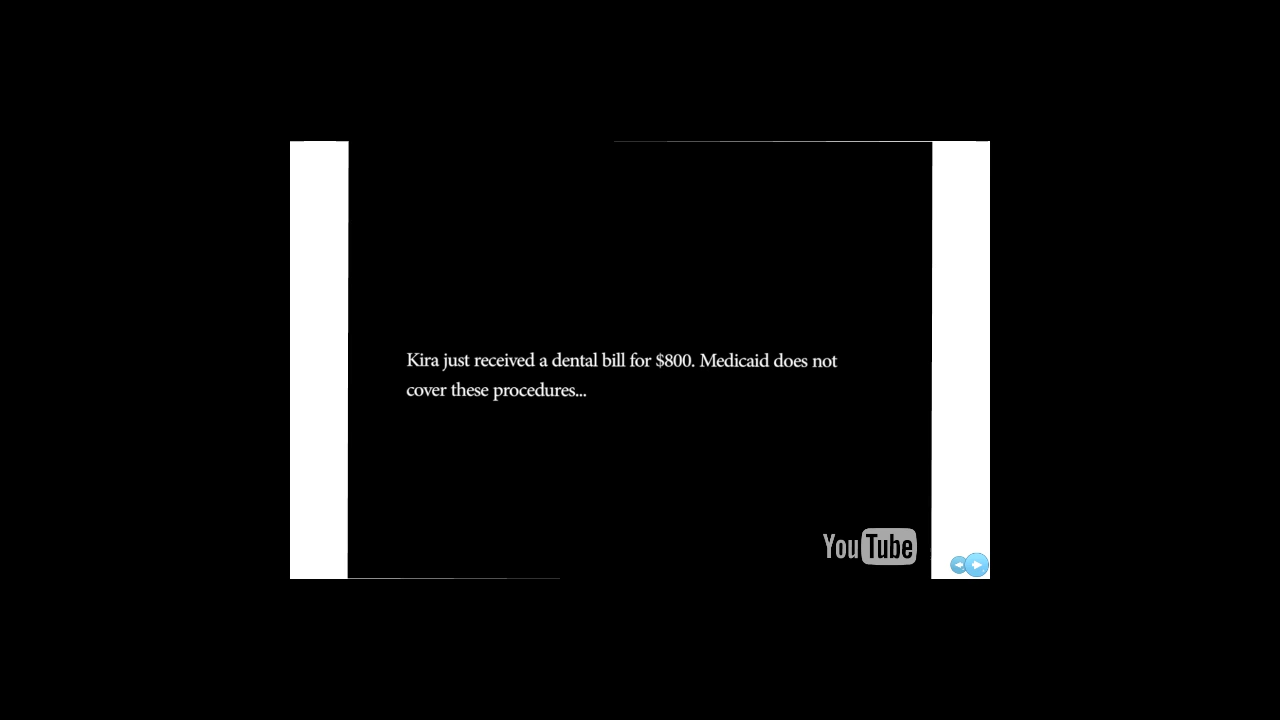 Kira just received a dental bill for $800. Medicaid does not
cover these procedures...
YouTube